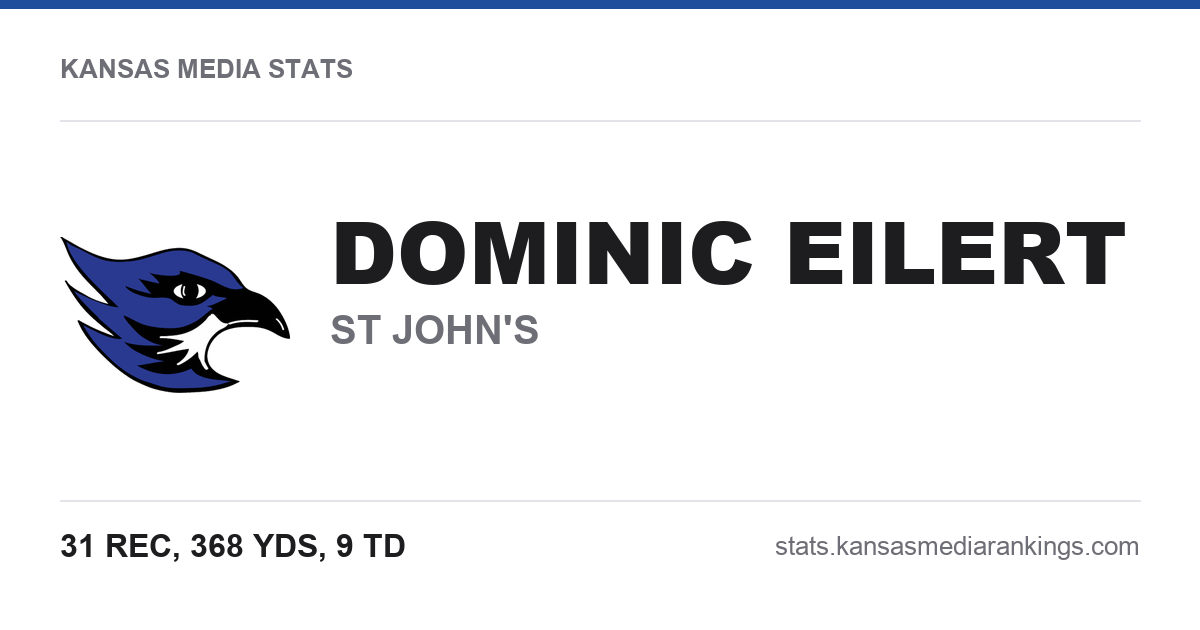 KANSAS MEDIA STATS
DOMINIC EILERT
ST JOHN'S
31 REC, 368 YDS, 9 TD
stats.kansasmediarankings.com